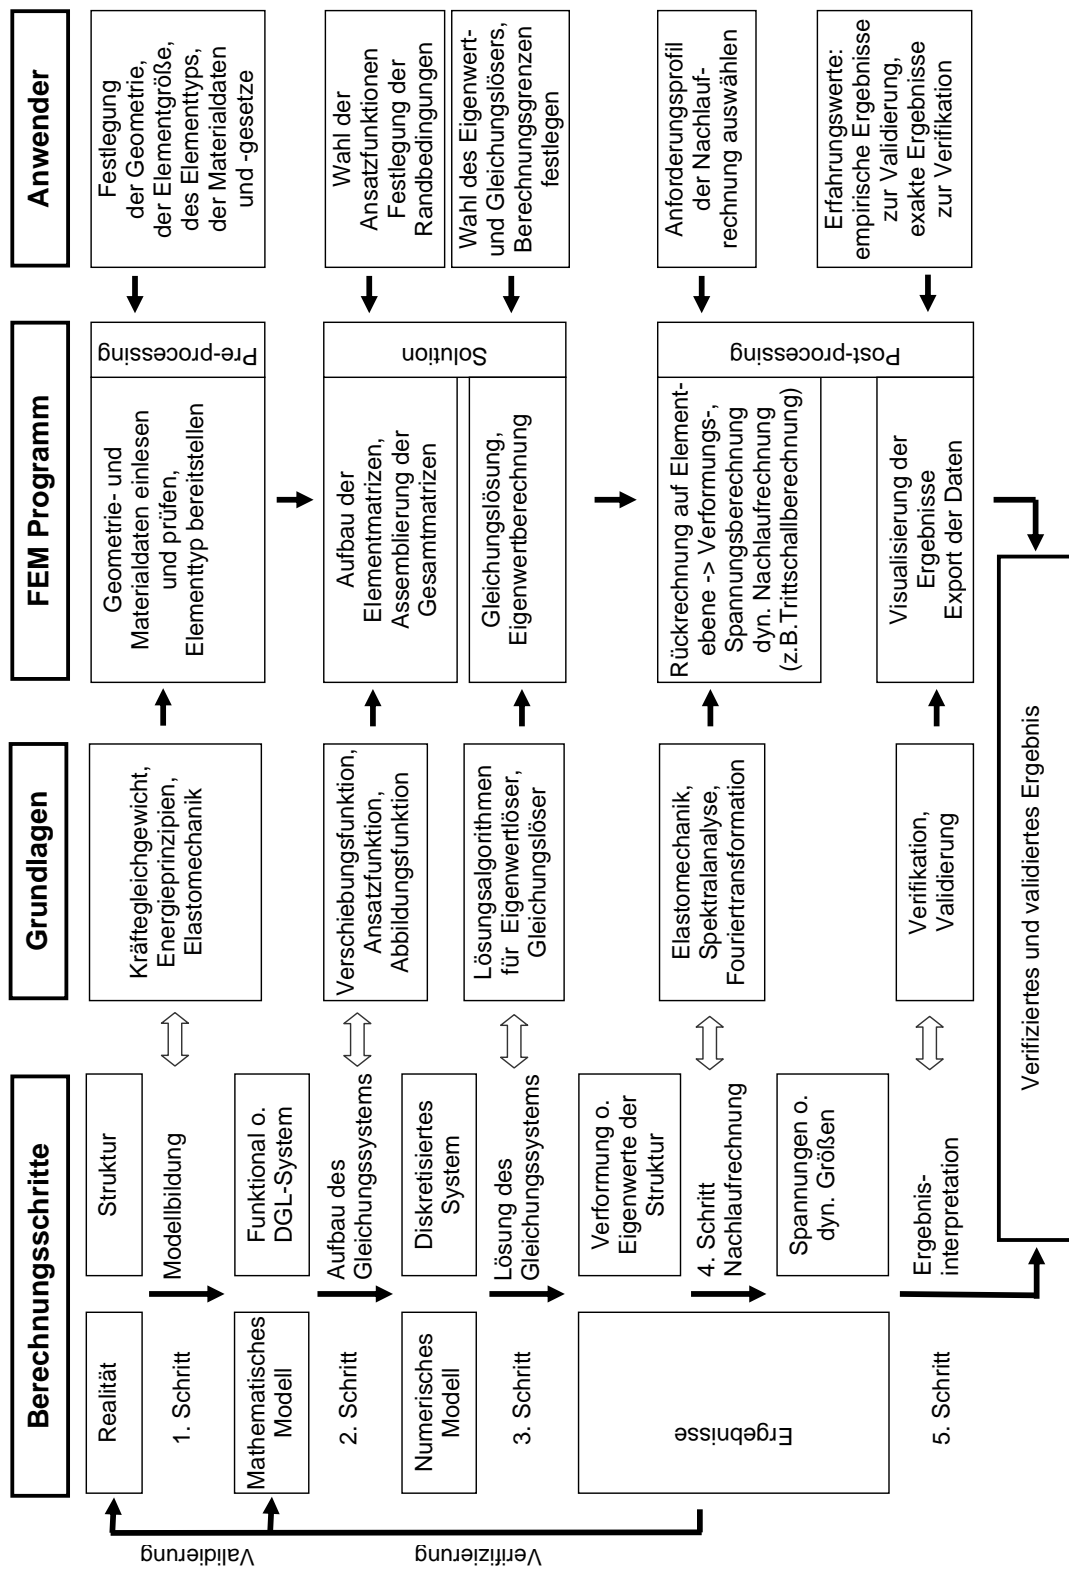 Berechnungsschritte
Grundlagen
FEM Programm
Anwender
Realität
Struktur
1. Schritt
Modellbildung
Mathematisches
Modell
Funktional o.
DGL-System
2. Schritt
Aufbau des
Gleichungssystems
Numerisches
Modell
Diskretisiertes
System
3. Schritt
Lösung des
Gleichungssystems
Ergebnisse
Verformung o.
Eigenwerte der
Struktur
4. Schritt
Nachlaufrechnung
Spannungen o.
dyn. Größen
5. Schritt
Ergebnis-
interpretation
Validierung
Verifizierung
Kräftegleichgewicht,
Energieprinzipien,
Elastomechanik
Verschiebungsfunktion,
Ansatzfunktion,
Abbildungsfunktion
Lösungsalgorithmen
für Eigenwertlöser,
Gleichungslöser
Elastomechanik,
Spektralanalyse,
Fouriertransformation
Verifikation,
Validierung
Geometrie- und
Materialdaten einlesen
und prüfen,
Elementtyp bereitstellen
Pre-processing
Aufbau der
Elementmatrizen,
Assemblierung der
Gesamtmatrizen
Gleichungslösung,
Eigenwertberechnung
Solution
Rückrechnung auf Element-
ebene -> Verformungs-,
Spannungsberechnung
dyn. Nachlaufrechnung
(z.B.Trittschallberechnung)
Visualisierung der
Ergebnisse
Export der Daten
Post-processing
Festlegung
der Geometrie,
der Elementgröße,
des Elementtyps,
der Materialdaten
und -gesetze
Wahl der
Ansatzfunktionen
Festlegung der
Randbedingungen
Wahl des Eigenwert-
und Gleichungslösers,
Berechnungsgrenzen
festlegen
Anforderungsprofil
der Nachlauf-
rechnung auswählen
Erfahrungswerte:
empirische Ergebnisse
zur Validierung,
exakte Ergebnisse
zur Verifikation
Verifiziertes und validiertes Ergebnis